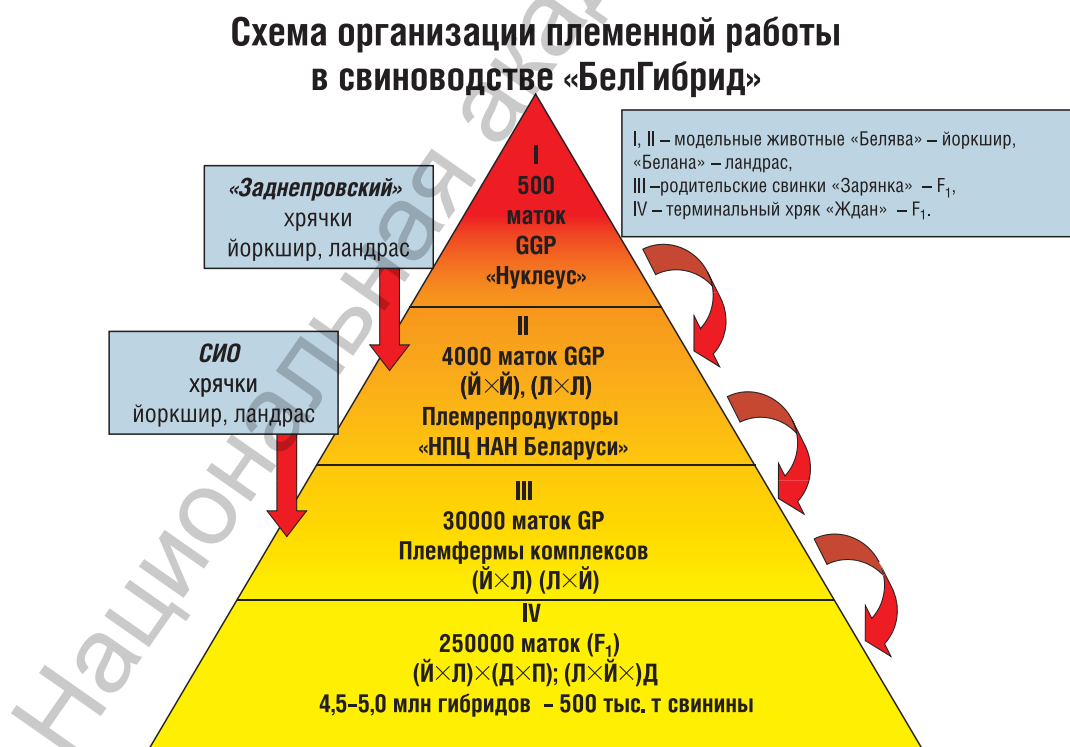 Схема организации племенной работы
в свиноводстве «БелГибрид»
I, II – модельные животные «Белява» – йоркшир,
«Белана» – ландрас,
III –родительские свинки «Зарянка» – F₁,
IV – терминальный хряк «Ждан» – F₁.
«Заднепровский»
хрячки
йоркшир, ландрас
I
500
маток
GGP
«Нуклеус»
СИО
хрячки
йоркшир, ландрас
II
4000 маток GGP
(Й×Й), (Л×Л)
Племрепродукторы
«НПЦ НАН Беларуси»
III
30000 маток GP
Племфермы комплексов
(Й×Л) (Л×Й)
IV
250000 маток (F₁)
(Й×Л)×(Д×П); (Л×Й×)Д
4,5–5,0 млн гибридов – 500 тыс. т свинины
Национальная